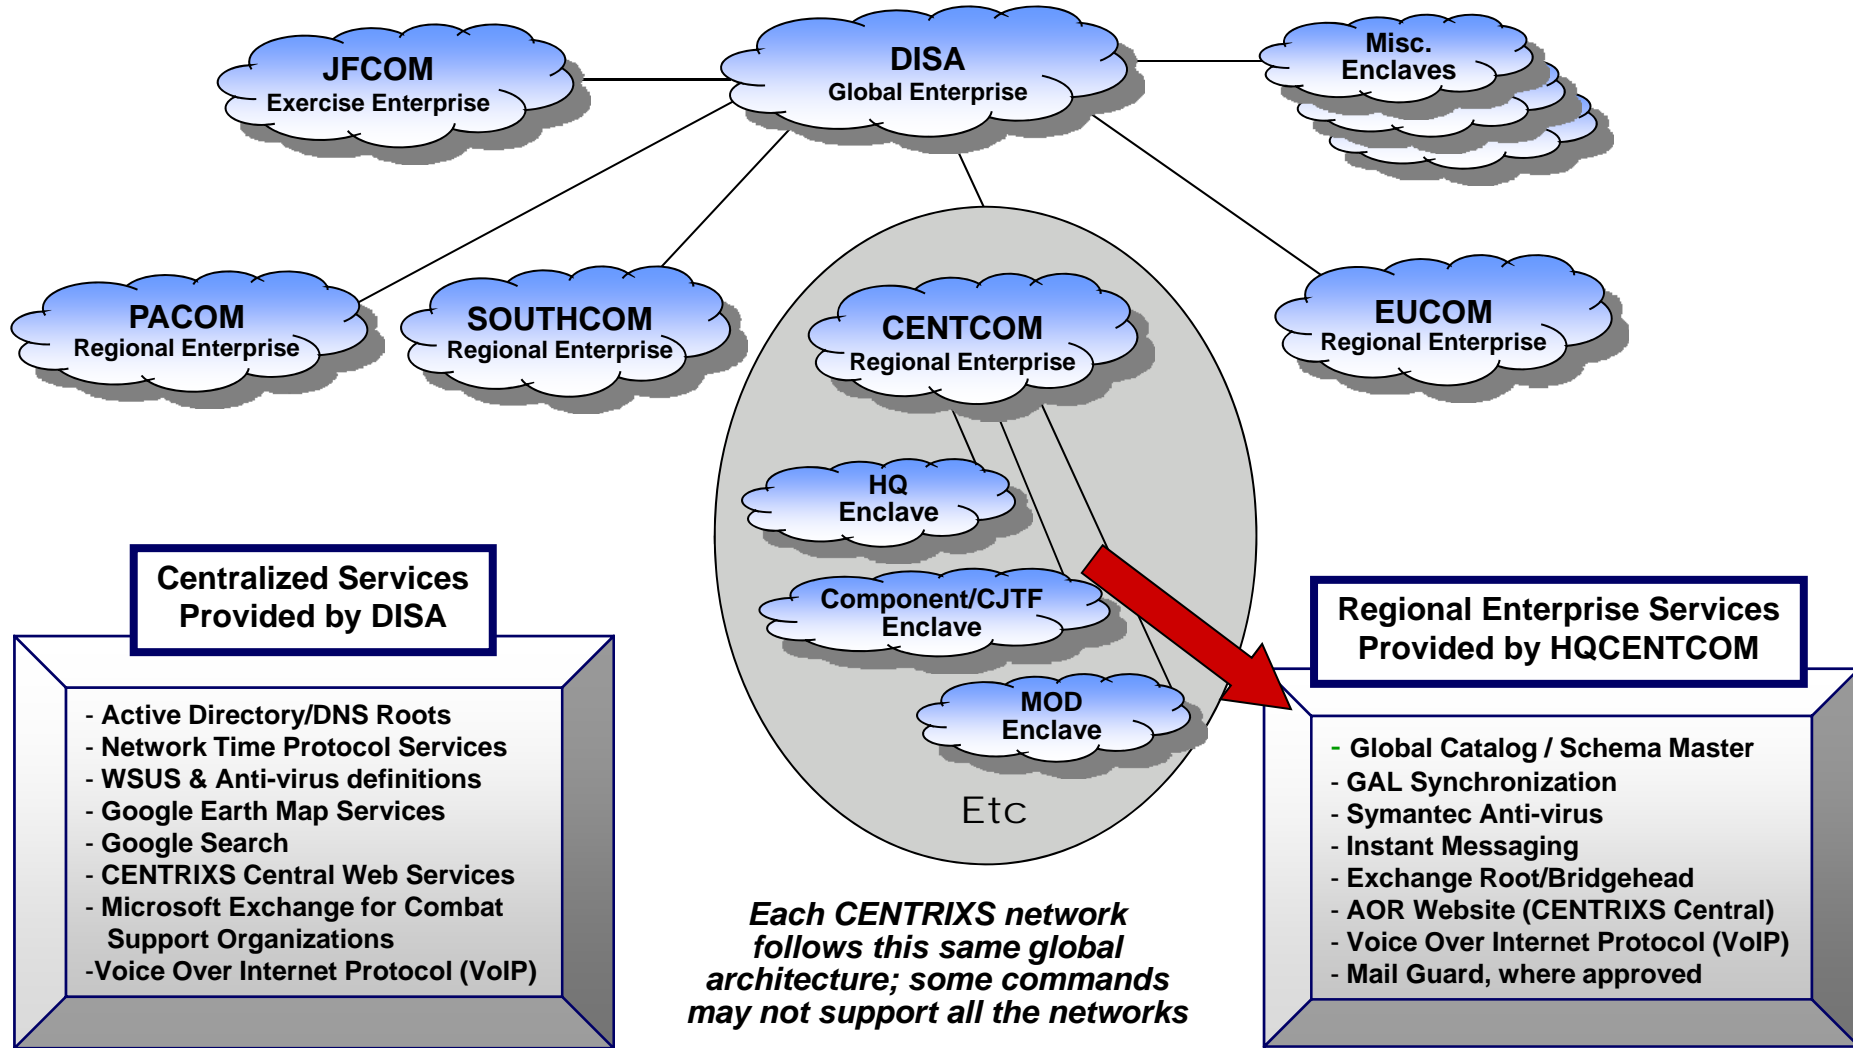 JFCOM
Exercise Enterprise
DISA
Global Enterprise
Misc.
Enclaves
PACOM
Regional Enterprise
SOUTHCOM
Regional Enterprise
CENTCOM
Regional Enterprise
EUCOM
Regional Enterprise
HQ
Enclave
Component/CJTF
Enclave
MOD
Enclave
Etc
Centralized Services
Provided by DISA
- Active Directory/DNS Roots
- Network Time Protocol Services
- WSUS & Anti-virus definitions
- Google Earth Map Services
- Google Search
- CENTRIXS Central Web Services
- Microsoft Exchange for Combat
Support Organizations
-Voice Over Internet Protocol (VoIP)
Each CENTRIXS network
follows this same global
architecture; some commands
may not support all the networks
Regional Enterprise Services
Provided by HQCENTCOM
- Global Catalog / Schema Master
- GAL Synchronization
- Symantec Anti-virus
- Instant Messaging
- Exchange Root/Bridgehead
- AOR Website (CENTRIXS Central)
- Voice Over Internet Protocol (VoIP)
- Mail Guard, where approved